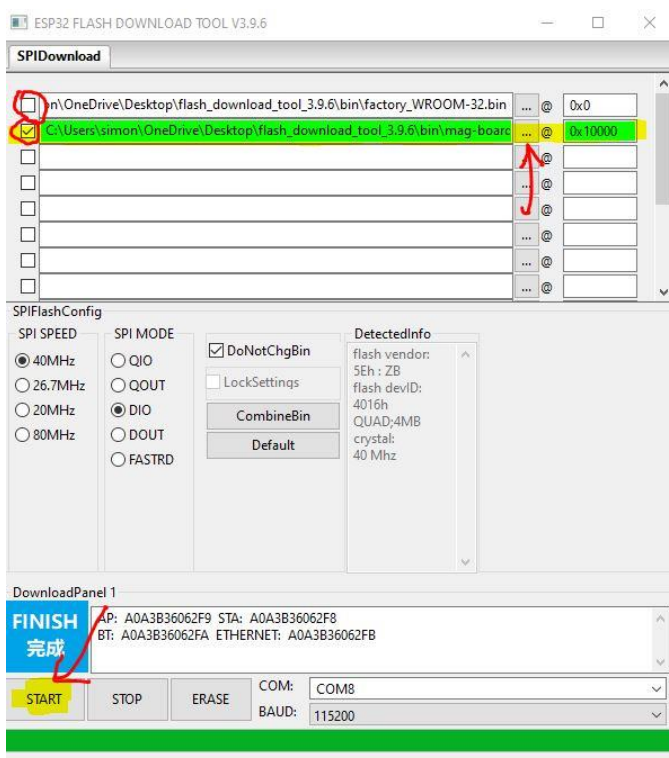 ESP32 FLASH DOWNLOAD TOOL V3.9.6
SPIDownload
on\OneDrive\Desktop\flash_download_tool_3.9.6\bin\factory_WROOM-32.bin ... @ 0x0
C:\Users\simon\OneDrive\Desktop\flash_download_tool_3.9.6\bin\mag-board ... @ 0x10000
... @
... @
... @
... @
... @
... @
SPIFlashConfig
SPI SPEED
40MHz
26.7MHz
20MHz
80MHz
SPI MODE
QIO
QOUT
DIO
DOUT
FASTRD
DoNotChgBin
LockSettings
CombineBin
Default
DetectedInfo
flash vendor:
5Eh : ZB
flash devID:
4016h
QUAD;4MB
crystal:
40 Mhz
DownloadPanel 1
FINISH
完成
AP: A0A3B36062F9 STA: A0A3B36062F8
BT: A0A3B36062FA ETHERNET: A0A3B36062FB
START STOP ERASE
COM: COM8
BAUD: 115200